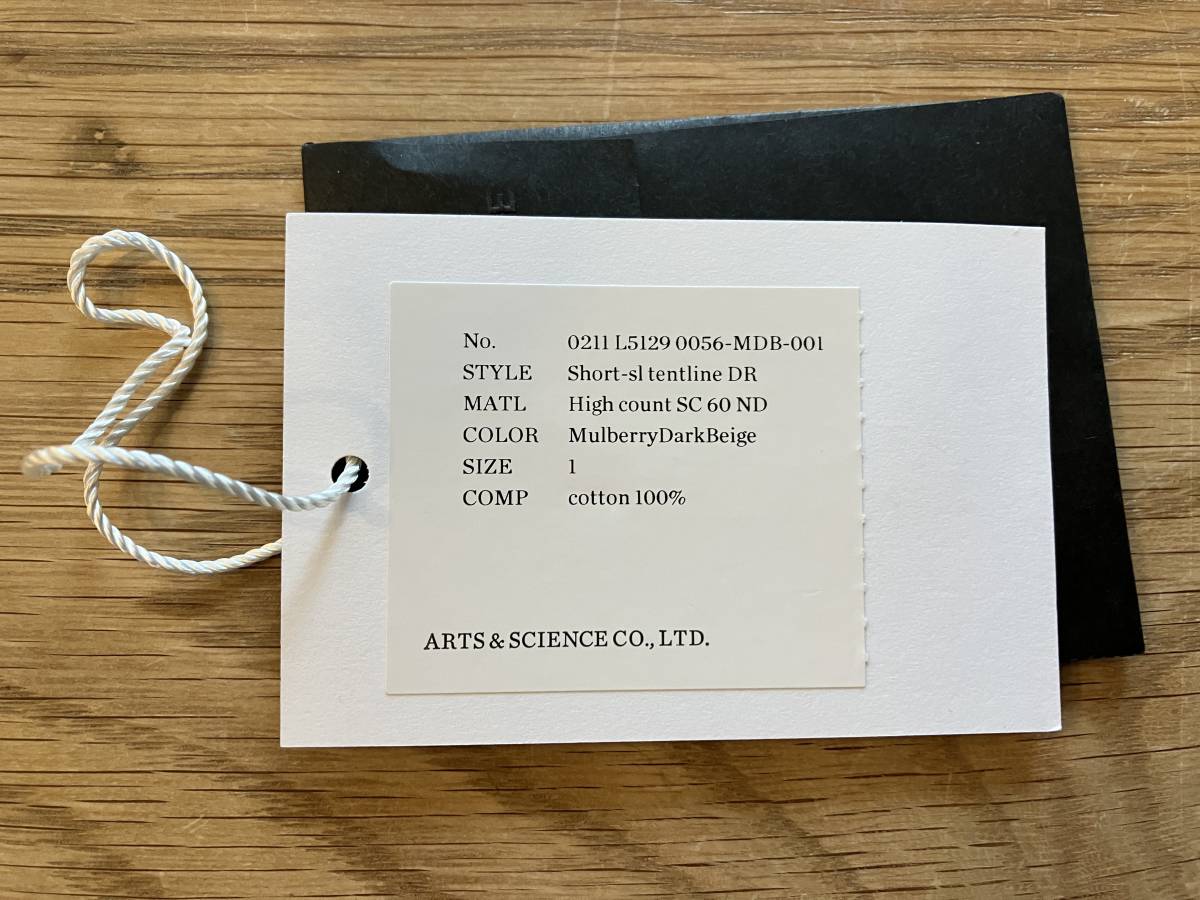 No. 0211 L5129 0056-MDB-001
STYLE Short-sl tentline DR
MATL High count SC 60 ND
COLOR MulberryDarkBeige
SIZE 1
COMP cotton 100%
ARTS & SCIENCE CO., LTD.